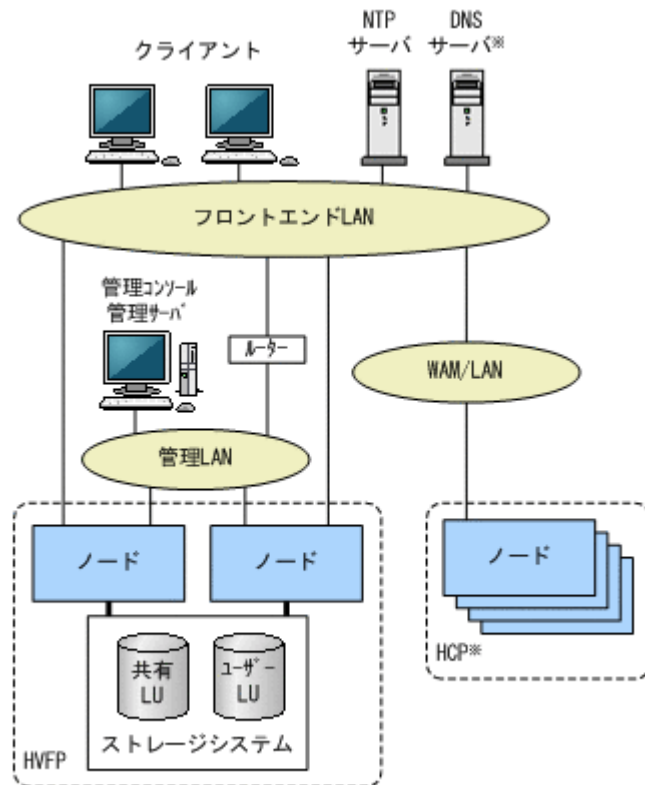 NTP
サーバ
DNS
サーバ※
クライアント
フロントエンドLAN
管理ｺﾝｿｰﾙ
管理ｻｰﾊﾞ
ﾙｰﾀｰ
WAM/LAN
管理LAN
ノード
ノード
ノード
共有
LU
ﾕｰｻﾞｰ
LU
ストレージシステム
HVFP
HCP※